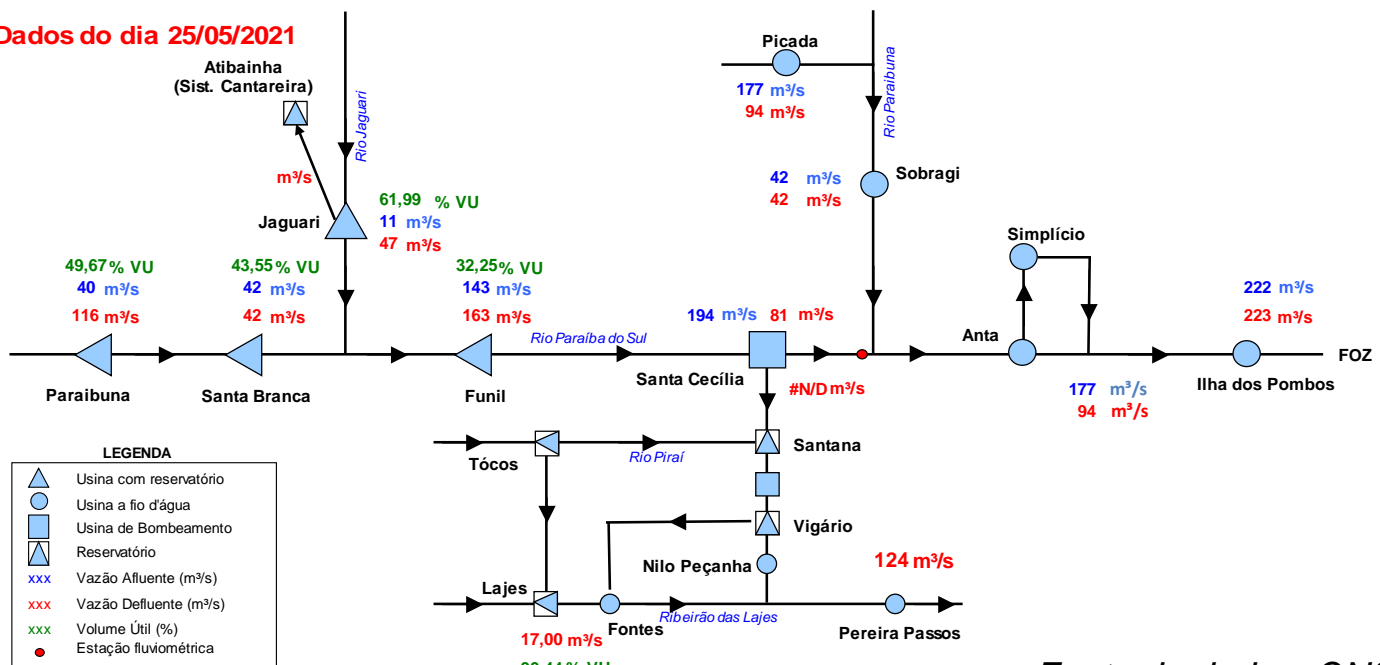 Dados do dia 25/05/2021
Atibainha
(Sist. Cantareira)
Rio Jaguari
m³/s
Jaguari
61,99 % VU
11 m³/s
47 m³/s
Picada
177 m³/s
94 m³/s
Rio Paraibuna
42 m³/s
42 m³/s
Sobragi
49,67% VU
40 m³/s
116 m³/s
Paraibuna
43,55% VU
42 m³/s
42 m³/s
Santa Branca
32,25% VU
143 m³/s
163 m³/s
Funil
Rio Paraíba do Sul
194 m³/s 81 m³/s
Santa Cecília
#N/D m³/s
Simplício
Anta
177 m³/s
94 m³/s
222 m³/s
223 m³/s
Ilha dos Pombos
FOZ
Tócos
Rio Piraí
Santana
Vigário
Nilo Peçanha
124 m³/s
Lajes
Fontes
Ribeirão das Lajes
Pereira Passos
17,00 m³/s
LEGENDA
Usina com reservatório
Usina a fio d'água
Usina de Bombeamento
Reservatório
xxx Vazão Afluente (m³/s)
xxx Vazão Defluente (m³/s)
xxx Volume Útil (%)
Estação fluviométrica